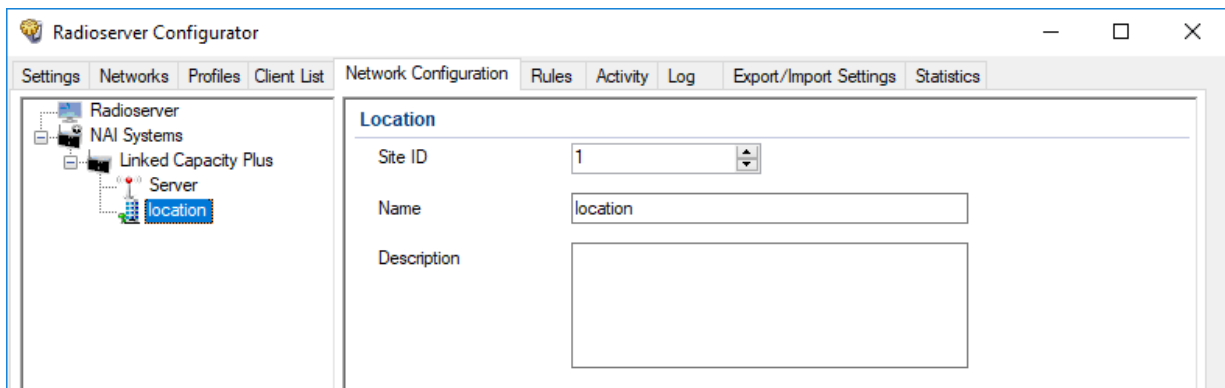 Radioserver Configurator
Settings Networks Profiles Client List Network Configuration Rules Activity Log Export/Import Settings Statistics
Radioserver
NAI Systems
Linked Capacity Plus
Server
location
Location
Site ID 1
Name location
Description